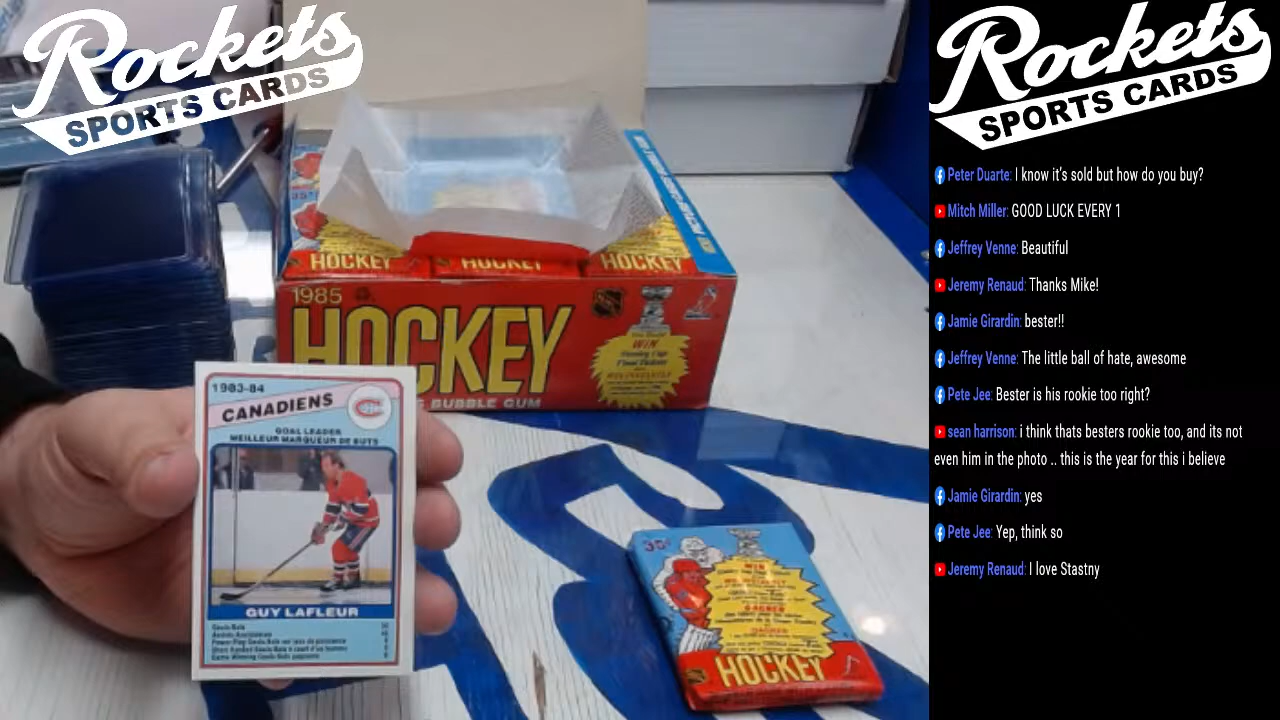 Rockets
SPORTS CARDS
Rockets
SPORTS CARDS
Peter Duarte: I know it's sold but how do you buy?
Mitch Miller: GOOD LUCK EVERY 1
Jeffrey Venne: Beautiful
Jeremy Renaud: Thanks Mike!
Jamie Girardin: bester!!
Jeffrey Venne: The little ball of hate, awesome
Pete Jee: Bester is his rookie too right?
sean harrison: i think thats besters rookie too, and its not
even him in the photo .. this is the year for this i believe
Jamie Girardin: yes
Pete Jee: Yep, think so
Jeremy Renaud: I love Stastny
HOCKEY
HOCKEY
HOCKEY
1985
HOCKEY
WIN
BUBBLE GUM
1983-84
CANADIENS
GOAL LEADER
MEILLEUR MARQUEUR DE BUTS
GUY LAFLEUR
Goals/Buts
WIN
GAGNER
HOCKEY